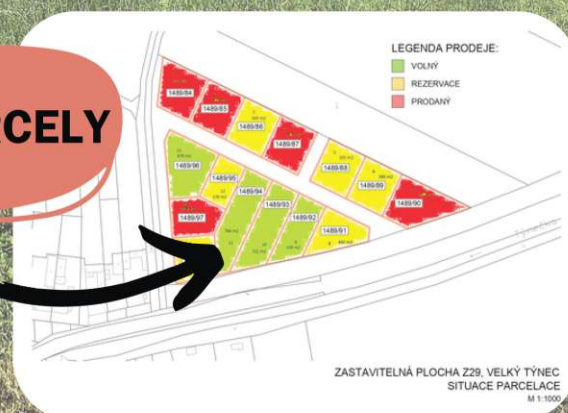 RCELY
LEGENDA PRODEJE:
VOLNÝ
REZERVACE
PRODANÝ
1489/84
1489/85
1489/86
1489/87
1489/88
1489/89
1489/90
1489/96
1489/95
1489/94
1489/93
1489/92
1489/91
1489/97
ZASTAVITELNÁ PLOCHA Z29, VELKÝ TÝNEC
SITUACE PARCELACE
M 1:1000